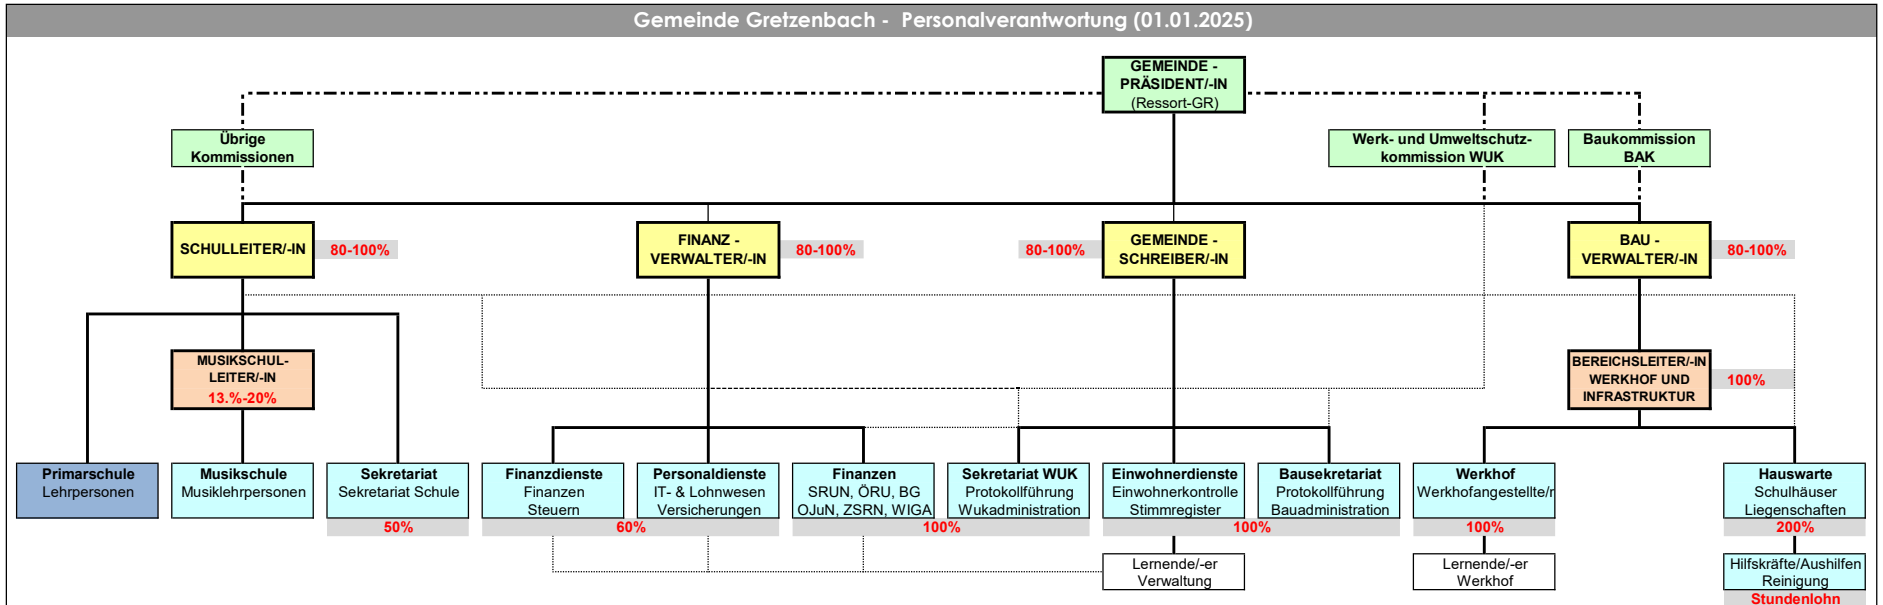 Gemeinde Gretzenbach - Personalverantwortung (01.01.2025)
GEMEINDE -
PRÄSIDENT/-IN
(Ressort-GR)
Übrige
Kommissionen
Werk- und Umweltschutz-
kommission WUK
Baukommission
BAK
SCHULLEITER/-IN
80-100%
FINANZ -
VERWALTER/-IN
80-100%
80-100%
GEMEINDE -
SCHREIBER/-IN
BAU -
VERWALTER/-IN
80-100%
MUSIKSCHUL-
LEITER/-IN
13.%-20%
BEREICHSLEITER/-IN
WERKHOF UND
INFRASTRUKTUR
100%
Primarschule
Lehrpersonen
Musikschule
Musiklehrpersonen
Sekretariat
Sekretariat Schule
50%
Finanzdienste
Finanzen
Steuern
Personaldienste
IT- & Lohnwesen
Versicherungen
60%
Finanzen
SRUN, ÖRU, BG
OJuN, ZSRN, WIGA
Sekretariat WUK
Protokollführung
Wukadministration
100%
Einwohnerdienste
Einwohnerkontrolle
Stimmregister
Bausekretariat
Protokollführung
Bauadministration
100%
Werkhof
Werkhofangestellte/r
100%
Hauswarte
Schulhäuser
Liegenschaften
200%
Lernende/-er
Verwaltung
Lernende/-er
Werkhof
Hilfskräfte/Aushilfen
Reinigung
Stundenlohn